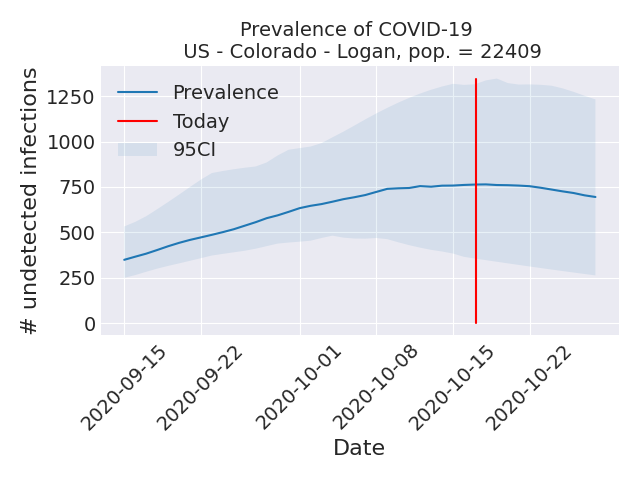 Prevalence of COVID-19
US - Colorado - Logan, pop. = 22409
# undetected infections
1250
1000
750
500
250
0
Prevalence
Today
95CI
2020-09-15
2020-09-22
2020-10-01
2020-10-08
2020-10-15
2020-10-22
Date